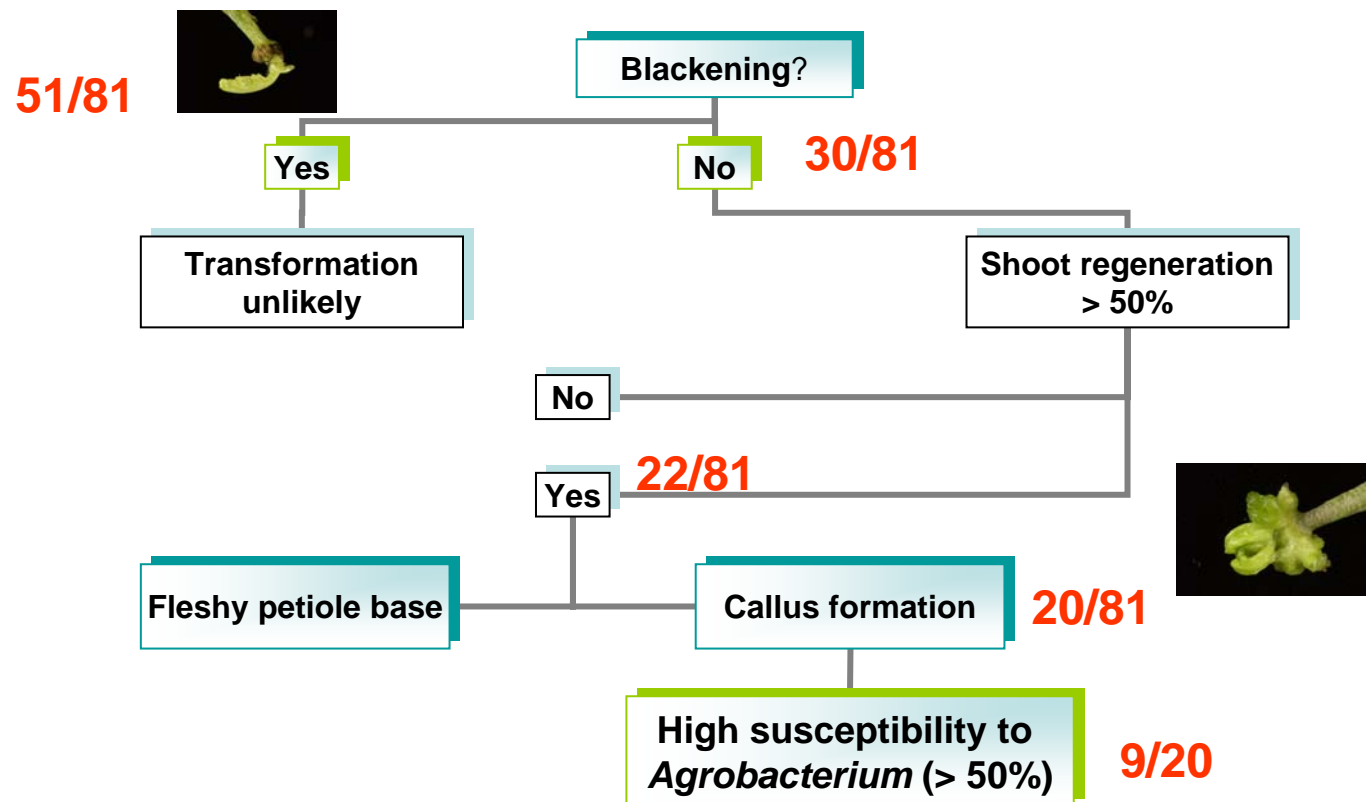 Blackening?
51/81
Yes
No
30/81
Transformation
unlikely
Shoot regeneration
> 50%
No
Yes
22/81
Fleshy petiole base
Callus formation
20/81
High susceptibility to
Agrobacterium (> 50%)
9/20